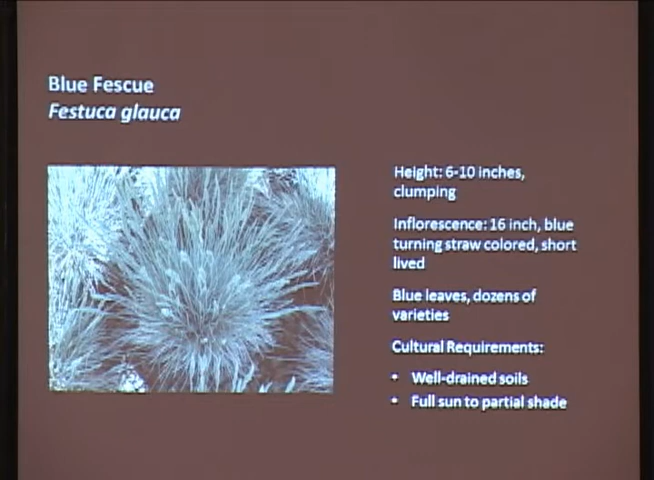 Blue Fescue
Festuca glauca
Height: 6-10 inches,
clumping
Inflorescence: 16 inch, blue
turning straw colored, short
lived
Blue leaves, dozens of
varieties
Cultural Requirements:
• Well-drained soils
• Full sun to partial shade